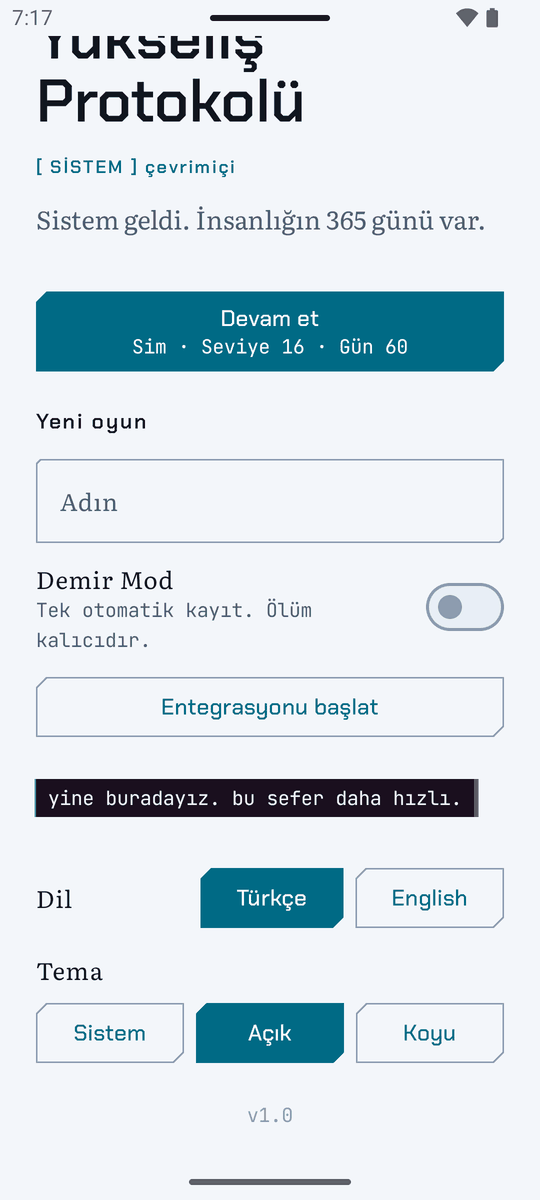 7:17
Yükseliş
Protokolü
[ SİSTEM ] çevrimiçi
Sistem geldi. İnsanlığın 365 günü var.
Devam et
Sim · Seviye 16 · Gün 60
Yeni oyun
Adın
Demir Mod
Tek otomatik kayıt. Ölüm
kalıcıdır.
Entegrasyonu başlat
yine buradayız. bu sefer daha hızlı.
Dil
Türkçe
English
Tema
Sistem
Açık
Koyu
v1.0